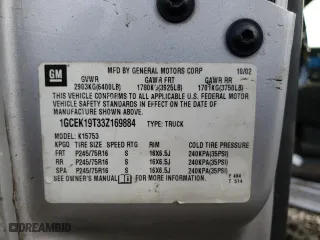 GM
MFD BY GENERAL MOTORS CORP 10/02
GVWR GAWR FRT GAWR RR
2903KG(6400LB) 1780KG(3925LB) 1701KG(3750LB)
THIS VEHICLE CONFORMS TO ALL APPLICABLE U.S. FEDERAL MOTOR
VEHICLE SAFETY STANDARDS IN EFFECT ON THE DATE OF
MANUFACTURE SHOWN ABOVE.
1GCEK19T33Z169884 TYPE: TRUCK
MODEL: K15753
KPGO TIRE SIZE SPEED RTG RIM COLD TIRE PRESSURE
FRT P245/75R16 S 16X6.5J 240KPA(35PSI)
RR P245/75R16 S 16X6.5J 240KPA(35PSI)
SPA P245/75R16 S 16X6.5J 240KPA(35PSI)
SEE OWNER'S MANUAL FOR MORE INFORMATION.
T 514